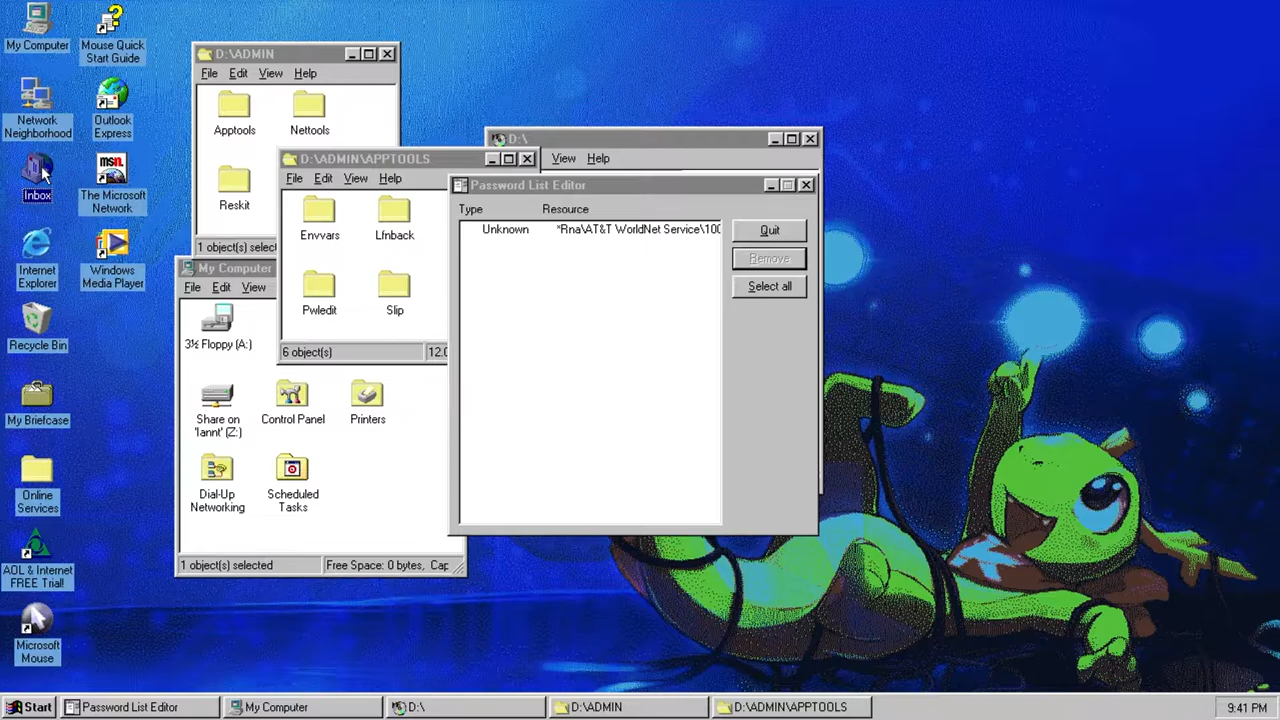 My Computer
Mouse Quick
Start Guide
Network
Neighborhood
Outlook
Express
Inbox
msn.
The Microsoft
Network
Internet
Explorer
Windows
Media Player
Recycle Bin
My Briefcase
Online
Services
AOL & Internet
FREE Trial!
Microsoft
Mouse
D:\ADMIN
File Edit View Help
Apptools Nettools
Reskit
1 object(s) selec
D:\ADMIN\APPTOOLS
File Edit View Help
Envvars Lfnback
Pwledit Slip
6 object(s) 12.0
My Computer
File Edit View
3½ Floppy (A:)
Share on
'lannt' (Z:)
Control Panel
Printers
Dial-Up
Networking
Scheduled
Tasks
1 object(s) selected Free Space: 0 bytes, Cap
D:\
View Help
Password List Editor
Type Resource
Unknown *Rna\AT&T WorldNet Service\100
Quit
Remove
Select all
Start Password List Editor My Computer D:\ D:\ADMIN D:\ADMIN\APPTOOLS 9:41 PM